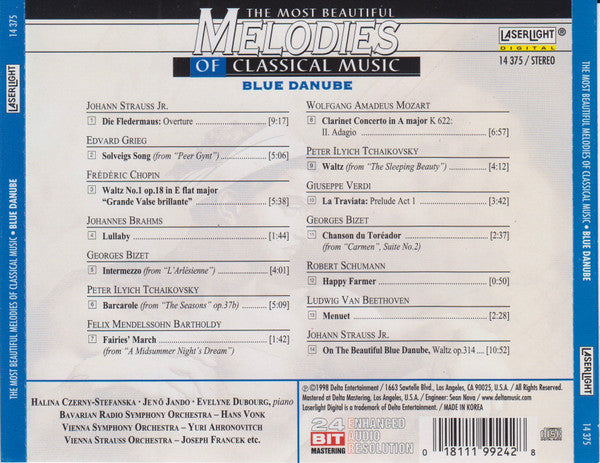 14 375
LASERLIGHT
THE MOST BEAUTIFUL MELODIES OF CLASSICAL MUSIC • BLUE DANUBE
THE MOST BEAUTIFUL
MELODIES
OF CLASSICAL MUSIC
BLUE DANUBE
LASERLIGHT
DIGITAL
14 375 / STEREO
JOHANN STRAUSS JR.
1 Die Fledermaus: Overture [9:17]
EDVARD GRIEG
2 Solveigs Song (from "Peer Gynt") [5:06]
FRÉDÉRIC CHOPIN
3 Waltz No.1 op.18 in E flat major
"Grande Valse brillante" [5:38]
JOHANNES BRAHMS
4 Lullaby [1:44]
GEORGES BIZET
5 Intermezzo (from "L'Arlésienne") [4:01]
PETER ILYICH TCHAIKOVSKY
6 Barcarole (from "The Seasons" op.37b) [5:09]
FELIX MENDELSSOHN BARTHOLDY
7 Fairies' March [1:42]
(from "A Midsummer Night's Dream")
WOLFGANG AMADEUS MOZART
8 Clarinet Concerto in A major K 622:
II. Adagio [6:57]
PETER ILYICH TCHAIKOVSKY
9 Waltz (from "The Sleeping Beauty") [4:12]
GIUSEPPE VERDI
10 La Traviata: Prelude Act 1 [3:49]
GEORGES BIZET
11 Chanson du Toréador [2:37]
(from "Carmen", Suite No.2)
ROBERT SCHUMANN
12 Happy Farmer [0:50]
LUDWIG VAN BEETHOVEN
13 Menuet [2:28]
JOHANN STRAUSS JR.
14 On The Beautiful Blue Danube, Waltz op.314 [10:52]
HALINA CZERNY-STEFANSKA • JENÖ JANDO • EVELYNE DUBOURG, piano
BAVARIAN RADIO SYMPHONY ORCHESTRA – HANS VONK
VIENNA SYMPHONY ORCHESTRA – YURI AHRONOVITCH
VIENNA STRAUSS ORCHESTRA – JOSEPH FRANCEK etc.
℗©1998 Delta Entertainment / 1663 Sawtelle Blvd., Los Angeles, CA 90025, U.S.A. All Rights Reserved.
Mastered at Delta Mastering, Los Angeles, U.S.A. / Engineer: Sean Nova / www.deltamusic.com
Laserlight Digital is a trademark of Delta Entertainment. / MADE IN KOREA
24 ENHANCED
BIT AUDIO
MASTERING RESOLUTION
0 18111 99242 8
THE MOST BEAUTIFUL MELODIES OF CLASSICAL MUSIC • BLUE DANUBE
LASERLIGHT
14 375